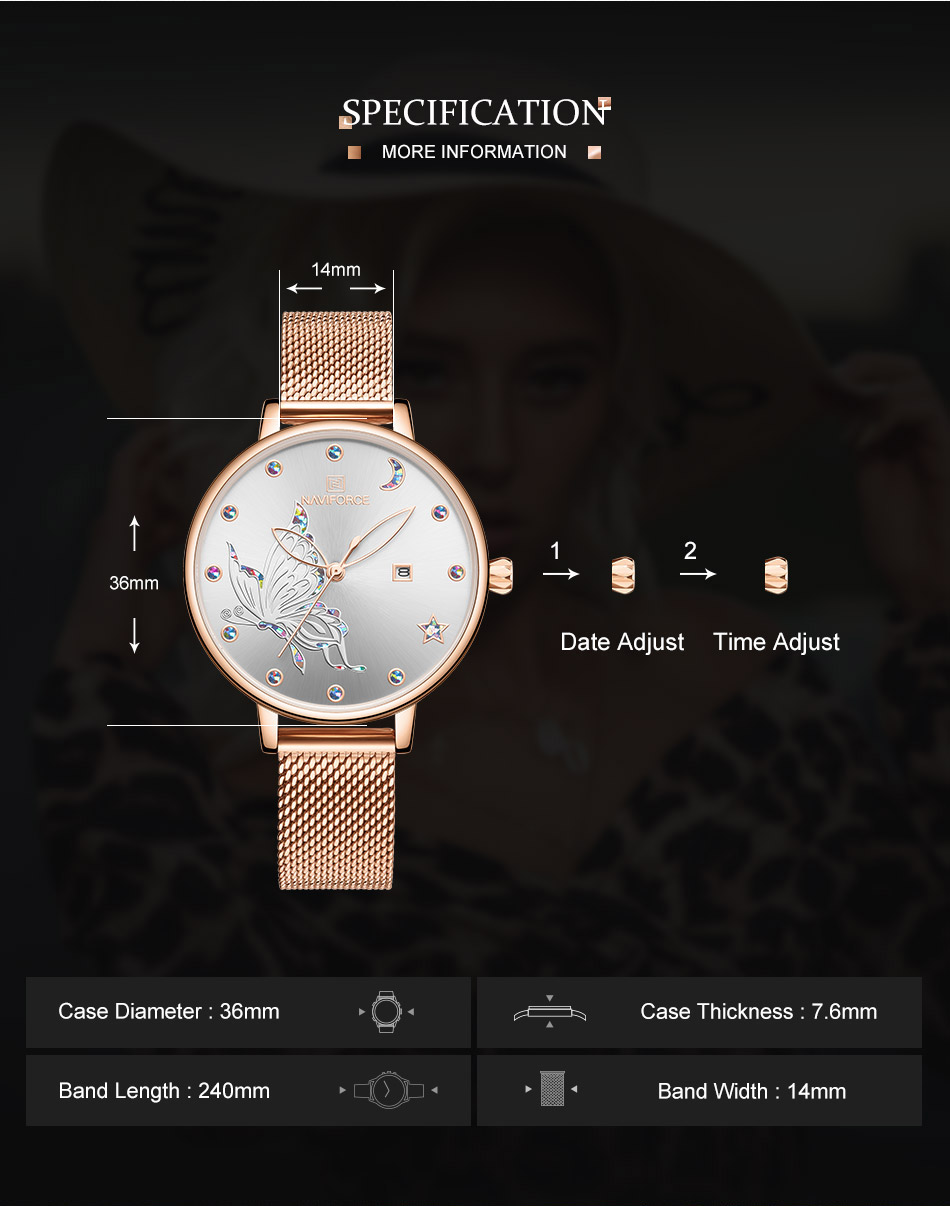 SPECIFICATION
MORE INFORMATION
14mm
NAVIFORCE
8
36mm
1
2
Date Adjust
Time Adjust
Case Diameter : 36mm
Case Thickness : 7.6mm
Band Length : 240mm
Band Width : 14mm